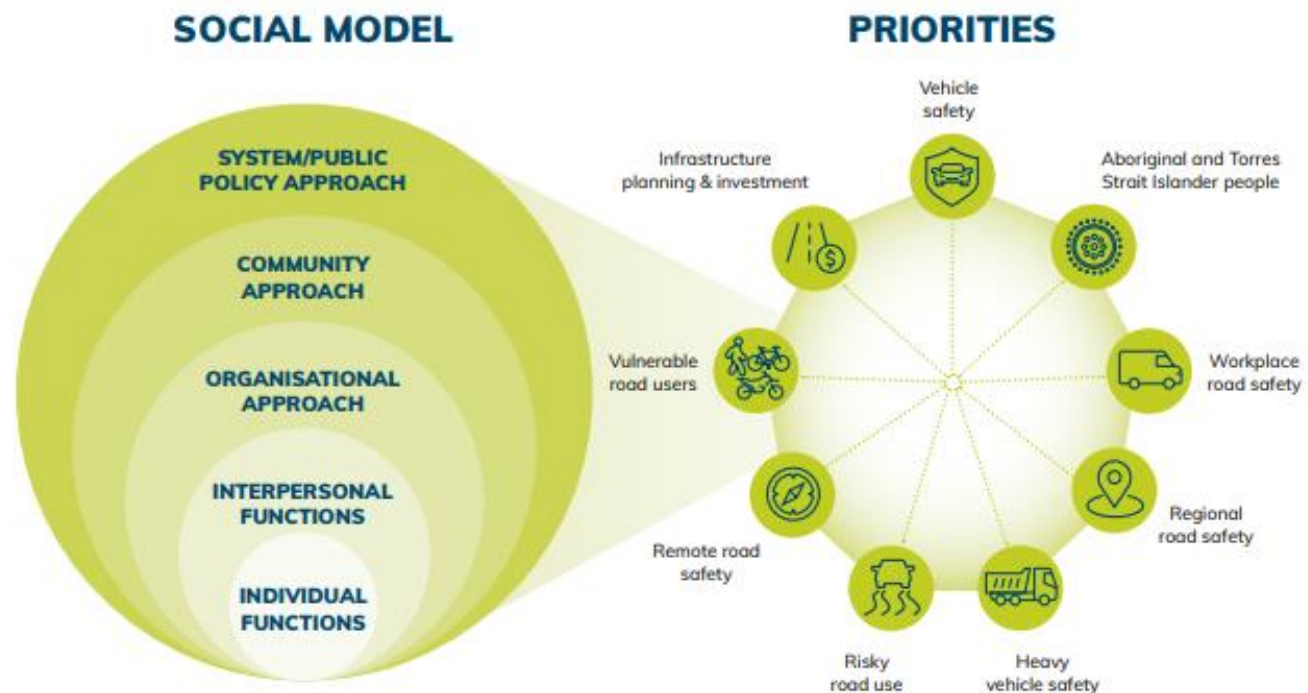 SOCIAL MODEL
SYSTEM/PUBLIC
POLICY APPROACH
COMMUNITY
APPROACH
ORGANISATIONAL
APPROACH
INTERPERSONAL
FUNCTIONS
INDIVIDUAL
FUNCTIONS
PRIORITIES
Vehicle
safety
Aboriginal and Torres
Strait Islander people
Workplace
road safety
Regional
road safety
Heavy
vehicle safety
Risky
road use
Remote road
safety
Vulnerable
road users
Infrastructure
planning & investment
$